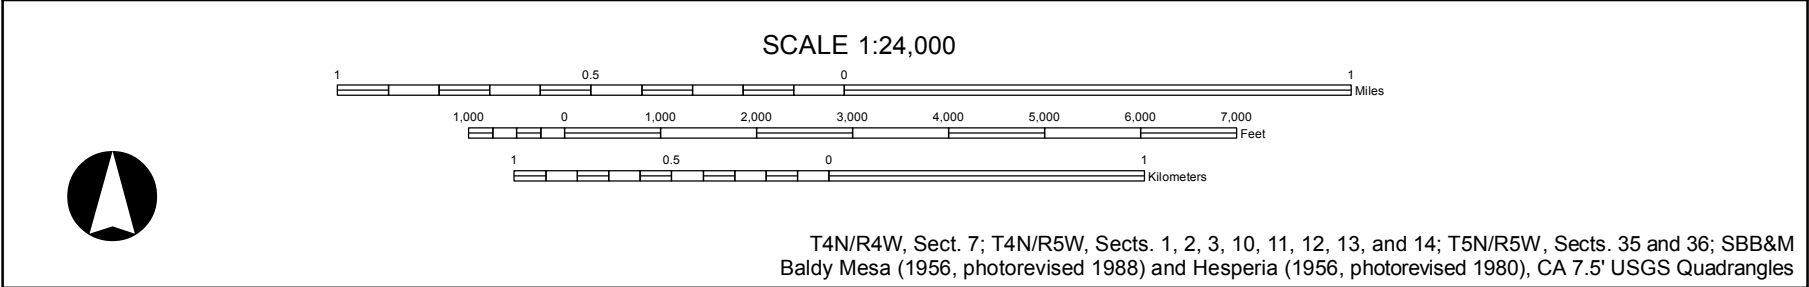 SCALE 1:24,000
1 0.5 0 1
Miles
1,000 0 1,000 2,000 3,000 4,000 5,000 6,000 7,000
Feet
1 0.5 0 1
Kilometers
T4N/R4W, Sect. 7; T4N/R5W, Sects. 1, 2, 3, 10, 11, 12, 13, and 14; T5N/R5W, Sects. 35 and 36; SBB&M
Baldy Mesa (1956, photorevised 1988) and Hesperia (1956, photorevised 1980), CA 7.5' USGS Quadrangles